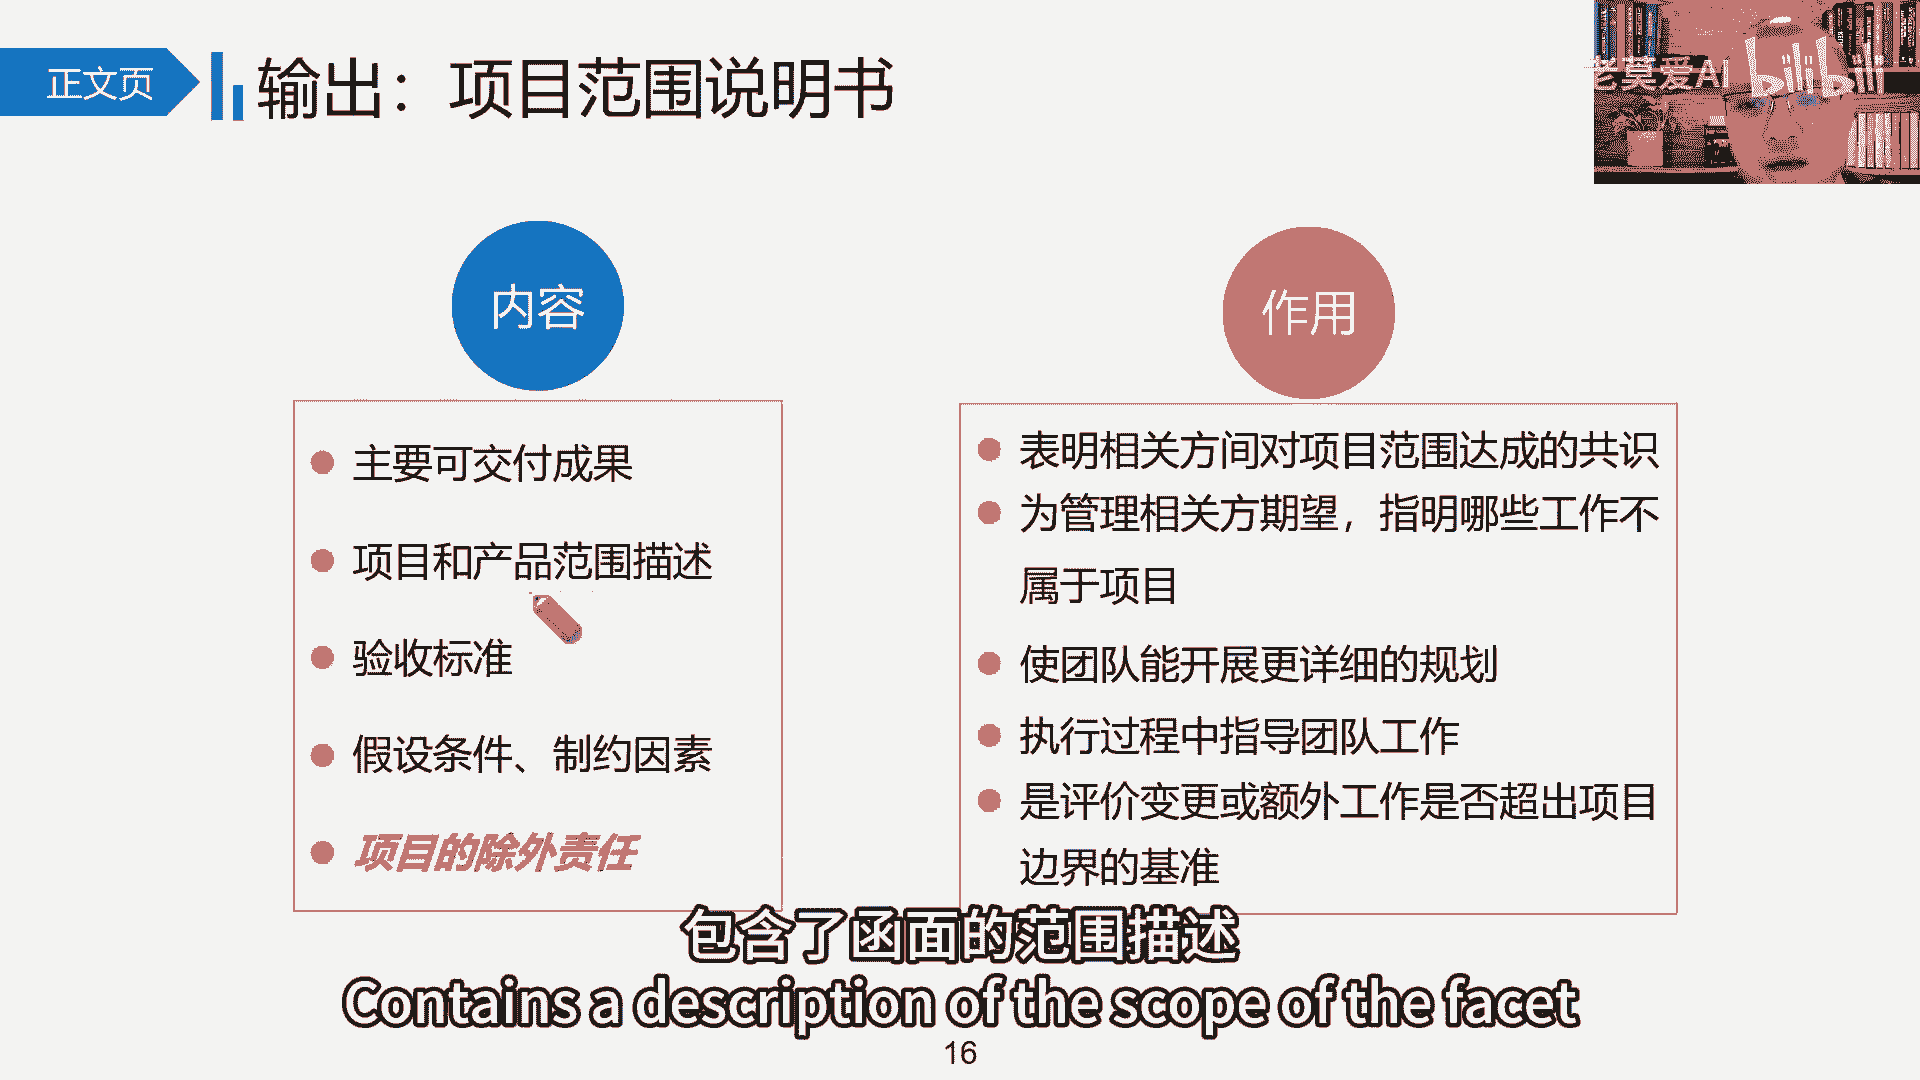 正文页
输出：项目范围说明书
老莫爱AI
bilibili
内容
主要可交付成果
项目和产品范围描述
验收标准
假设条件、制约因素
项目的除外责任
作用
表明相关方间对项目范围达成的共识
为管理相关方期望，指明哪些工作不
属于项目
使团队能开展更详细的规划
执行过程中指导团队工作
是评价变更或额外工作是否超出项目
边界的基准
包含了函面的范围描述
Contains a description of the scope of the facet
16